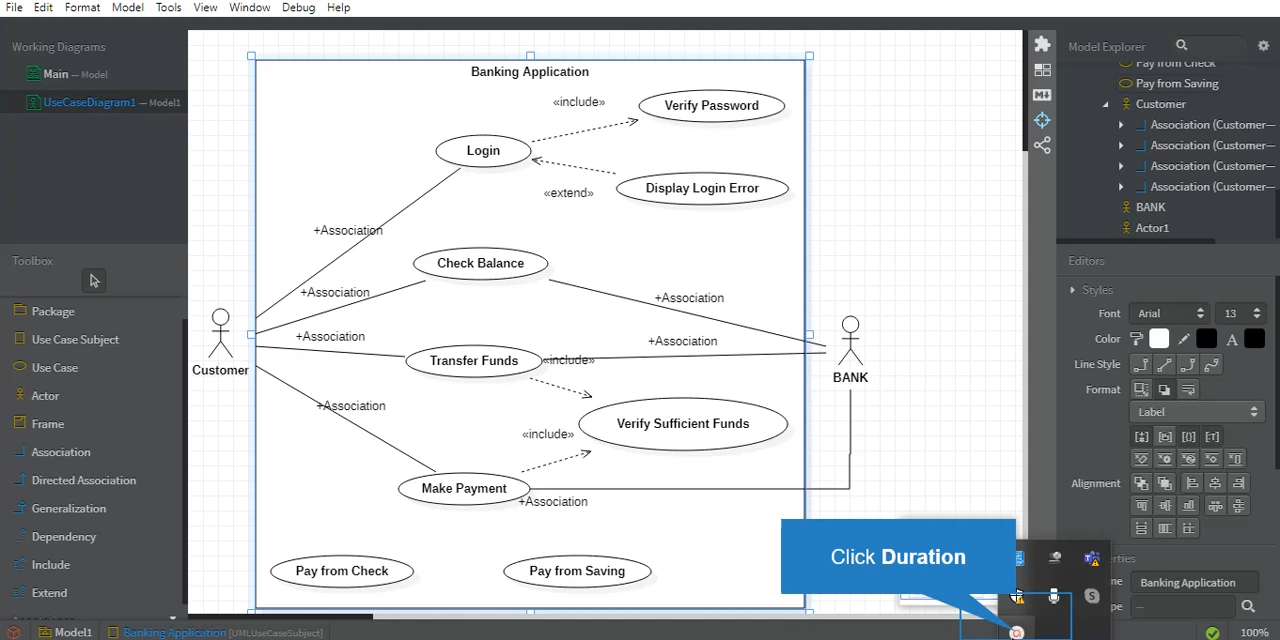 File Edit Format Model Tools View Window Debug Help
Working Diagrams
Main — Model
UseCaseDiagram1 — Model1
Toolbox
Package
Use Case Subject
Use Case
Actor
Frame
Association
Directed Association
Generalization
Dependency
Include
Extend
Banking Application
«include»
Verify Password
Login
«extend»
Display Login Error
+Association
Check Balance
+Association
+Association
+Association
Customer
Transfer Funds
«include»
+Association
BANK
+Association
Verify Sufficient Funds
«include»
Make Payment
+Association
Pay from Check
Pay from Saving
Click Duration
Model Explorer
Pay from Check
Pay from Saving
Customer
Association (Customer—
Association (Customer—
Association (Customer—
Association (Customer—
BANK
Actor1
Editors
Styles
Font Arial 13
Color A
Line Style
Format
Label
Alignment
erties
me Banking Application
pe —
Model1 Banking Application [UMLUseCaseSubject]
100%